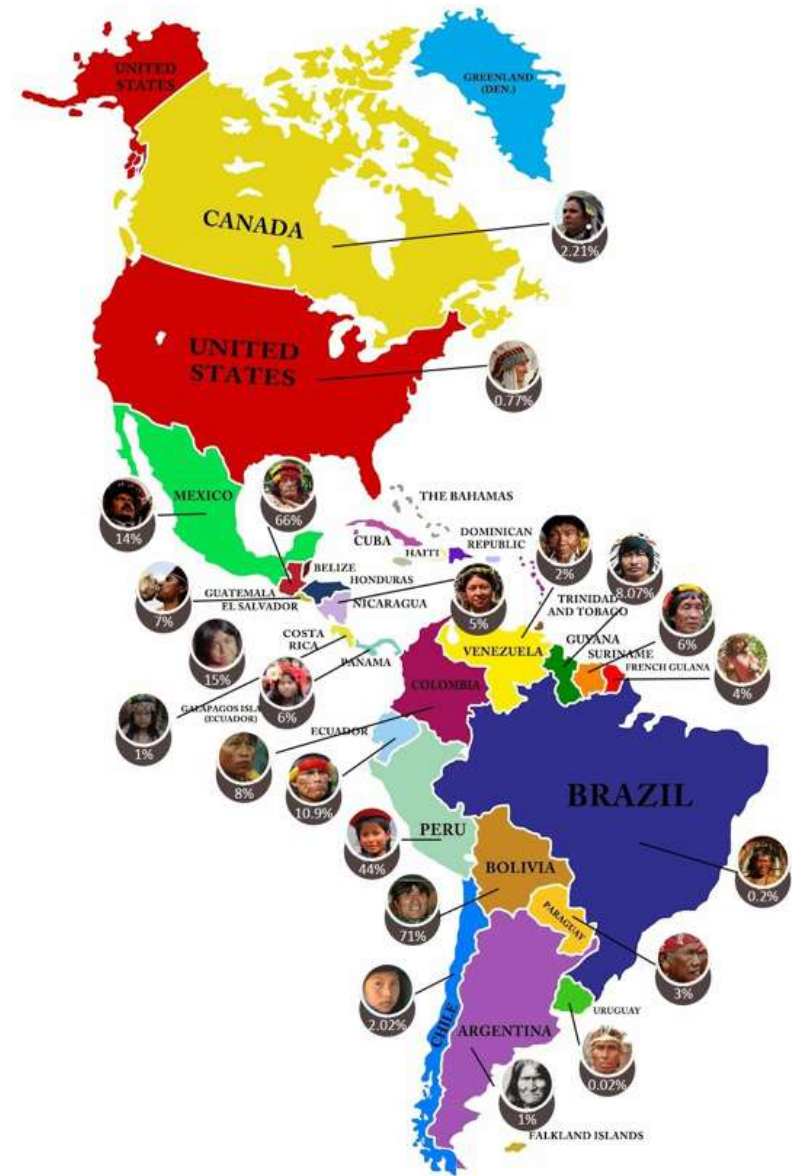 UNITED
STATES
GREENLAND
(DEN.)
CANADA
2.21%
UNITED
STATES
0.77%
MEXICO
14%
66%
THE BAHAMAS
CUBA
HAITI
DOMINICAN
REPUBLIC
2%
8.07%
BELIZE
HONDURAS
GUATEMALA
EL SALVADOR
NICARAGUA
7%
5%
TRINIDAD
AND TOBAGO
6%
COSTA
RICA
PANAMA
VENEZUELA
GUYANA
SURINAME
FRENCH GULANA
4%
15%
6%
COLOMBIA
GALAPAGOS ISLA
(ECUADOR)
1%
ECUADOR
8%
10.9%
BRAZIL
PERU
44%
BOLIVIA
71%
0.2%
PARAGUAY
3%
2.02%
CHILE
ARGENTINA
URUGUAY
0.02%
1%
FALKLAND ISLANDS